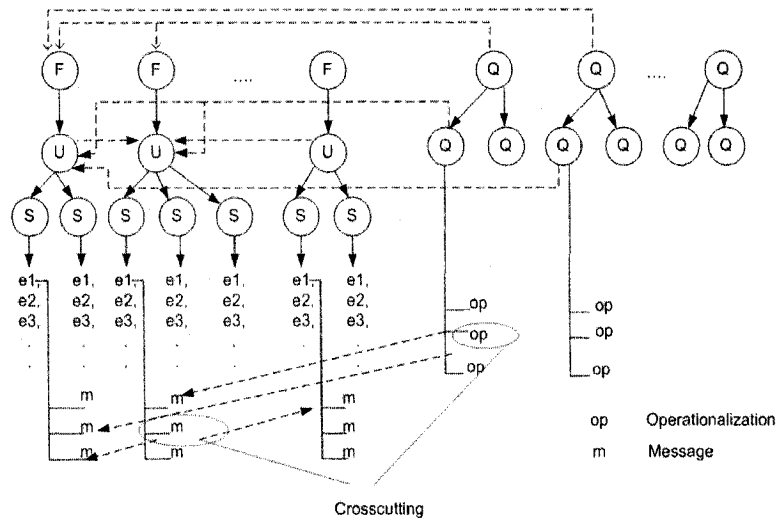 F F .... F Q Q .... Q
U U U Q Q Q Q Q Q
S S S S S S S
e1, e1, e1, e1, e1, e1, e1,
e2, e2, e2, e2, e2, e2, e2,
e3, e3, e3, e3, e3, e3, e3,
. . . . . . .
. . . . . . .
op op
op op
op op
m m m
m m m
m m m
op Operationalization
m Message
Crosscutting